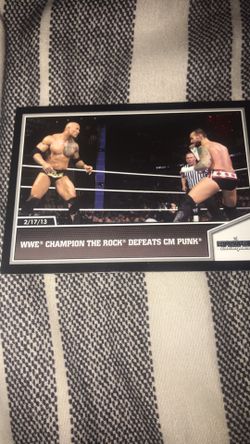 2/17/13
WWE® CHAMPION THE ROCK® DEFEATS CM PUNK®